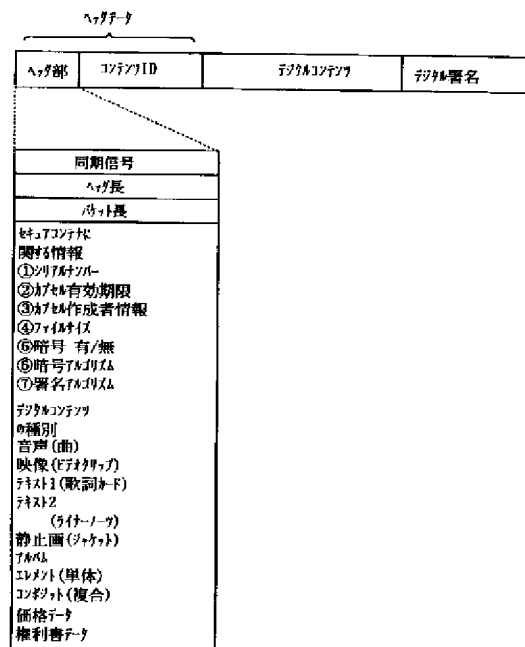 ヘッダデータ
ヘッダ部 コンテンツID デジタルコンテンツ デジタル署名
同期信号
ヘッダ長
パケット長
セキュアコンテナに
関する情報
①シリアルナンバー
②カプセル有効期限
③カプセル作成者情報
④ファイルサイズ
⑤暗号 有/無
⑥暗号アルゴリズム
⑦署名アルゴリズム
デジタルコンテンツ
の種別
音声(曲)
映像(ビデオクリップ)
テキスト1(歌詞カード)
テキスト2
(ライナーノーツ)
静止画(ジャケット)
アルバム
エレメント(単体)
コンポジット(複合)
価格データ
権利書データ